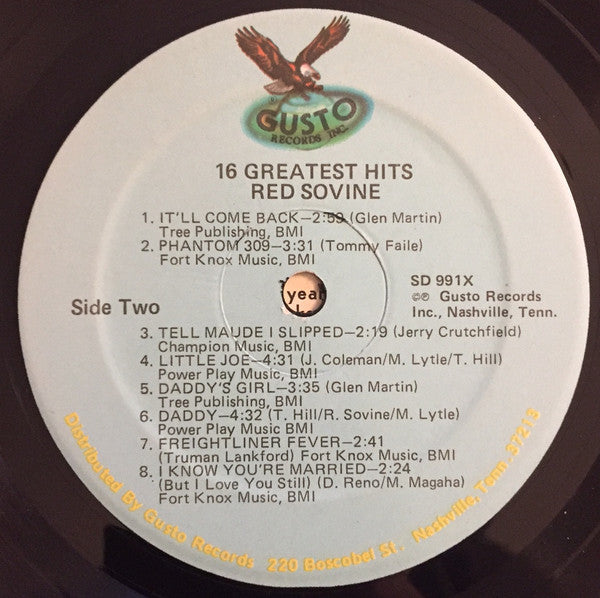 GUSTO
RECORDS INC.
16 GREATEST HITS
RED SOVINE
1. IT'LL COME BACK—2:59 (Glen Martin)
Tree Publishing, BMI
2. PHANTOM 309—3:31 (Tommy Faile)
Fort Knox Music, BMI
Side Two
year
SD 991X
©℗ Gusto Records
Inc., Nashville, Tenn.
3. TELL MAUDE I SLIPPED—2:19 (Jerry Crutchfield)
Champion Music, BMI
4. LITTLE JOE—4:31 (J. Coleman/M. Lytle/T. Hill)
Power Play Music, BMI
5. DADDY'S GIRL—3:35 (Glen Martin)
Tree Publishing, BMI
6. DADDY—4:32 (T. Hill/R. Sovine/M. Lytle)
Power Play Music BMI
7. FREIGHTLINER FEVER—2:41
(Truman Lankford) Fort Knox Music, BMI
8. I KNOW YOU'RE MARRIED—2:24
(But I Love You Still) (D. Reno/M. Magaha)
Fort Knox Music, BMI
Distributed By Gusto Records 220 Boscobel St. Nashville, Tenn. 37213